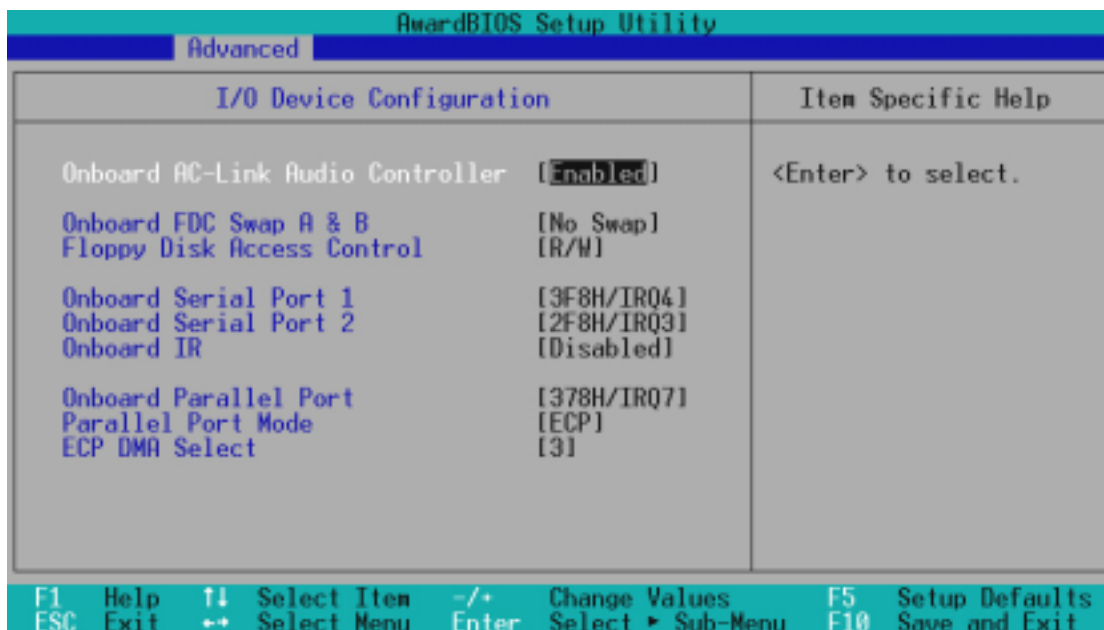 AwardBIOS Setup Utility
Advanced
I/O Device Configuration
Item Specific Help
Onboard AC-Link Audio Controller [Enabled]
<Enter> to select.
Onboard FDC Swap A & B [No Swap]
Floppy Disk Access Control [R/W]
Onboard Serial Port 1 [3F8H/IRQ4]
Onboard Serial Port 2 [2F8H/IRQ3]
Onboard IR [Disabled]
Onboard Parallel Port [378H/IRQ7]
Parallel Port Mode [ECP]
ECP DMA Select [3]
F1 Help ↑↓ Select Item -/+ Change Values F5 Setup Defaults
ESC Exit ←→ Select Menu Enter Select ► Sub-Menu F10 Save and Exit